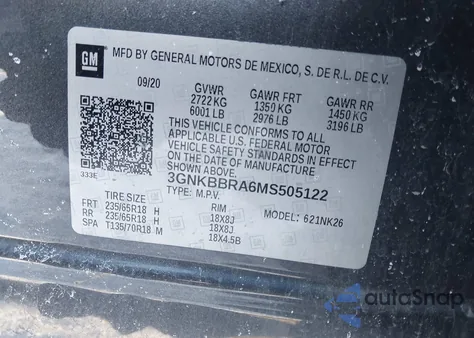 GM
MFD BY GENERAL MOTORS DE MEXICO, S. DE R.L. DE C.V.
09/20 GVWR GAWR FRT GAWR RR
2722 KG 1350 KG 1450 KG
6001 LB 2976 LB 3196 LB
THIS VEHICLE CONFORMS TO ALL
APPLICABLE U.S. FEDERAL MOTOR
VEHICLE SAFETY STANDARDS IN
EFFECT ON THE DATE OF
MANUFACTURE SHOWN ABOVE.
333E 3GNKBBRA6MS505122
TYPE: M.P.V. MODEL: 621NK26
TIRE SIZE RIM
FRT 235/65R18 H 18X8J
RR 235/65R18 H 18X8J
SPA T135/70R18 M 18X4.5B
autoSnap